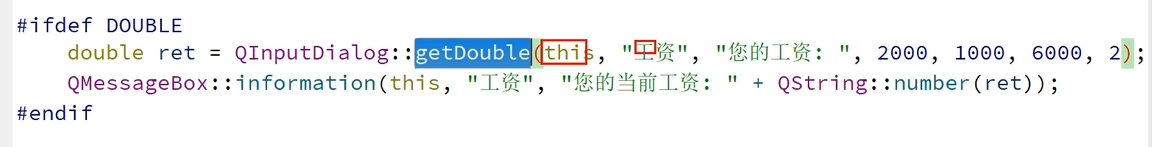 #ifdef DOUBLE
    double ret = QInputDialog::getDouble(this, "工资", "您的工资: ", 2000, 1000, 6000, 2);
    QMessageBox::information(this, "工资", "您的当前工资: " + QString::number(ret));
#endif